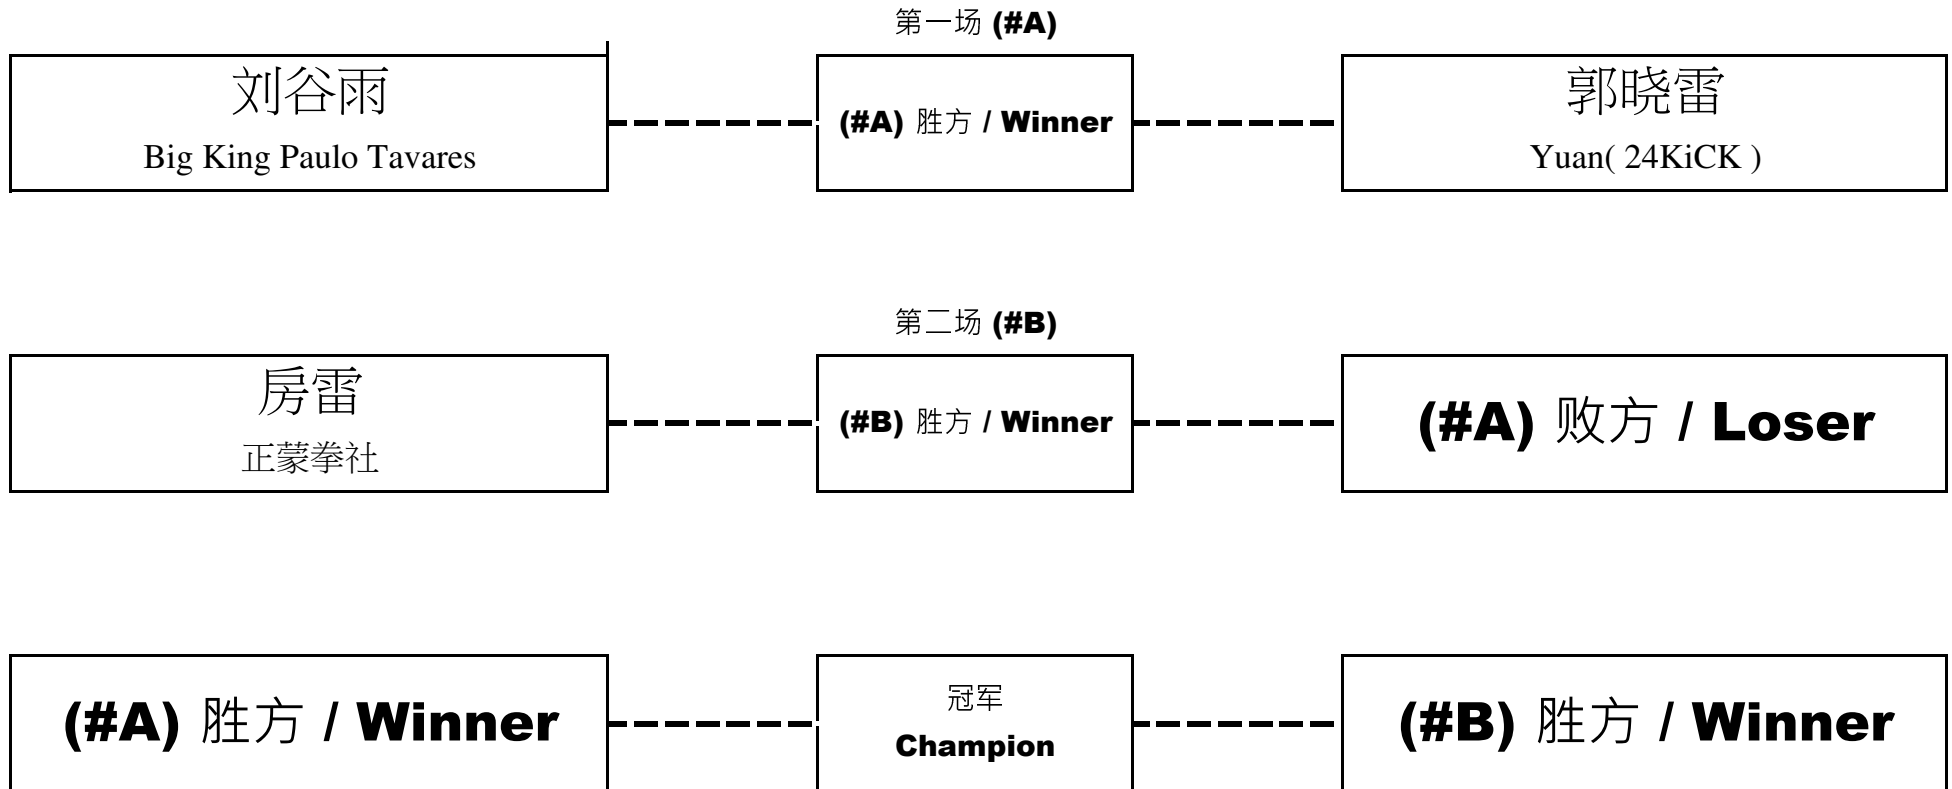 第一场 (#A)
刘谷雨
Big King Paulo Tavares
(#A) 胜方 / Winner
郭晓雷
Yuan( 24KiCK )
第二场 (#B)
房雷
正蒙拳社
(#B) 胜方 / Winner
(#A) 败方 / Loser
(#A) 胜方 / Winner
冠军
Champion
(#B) 胜方 / Winner